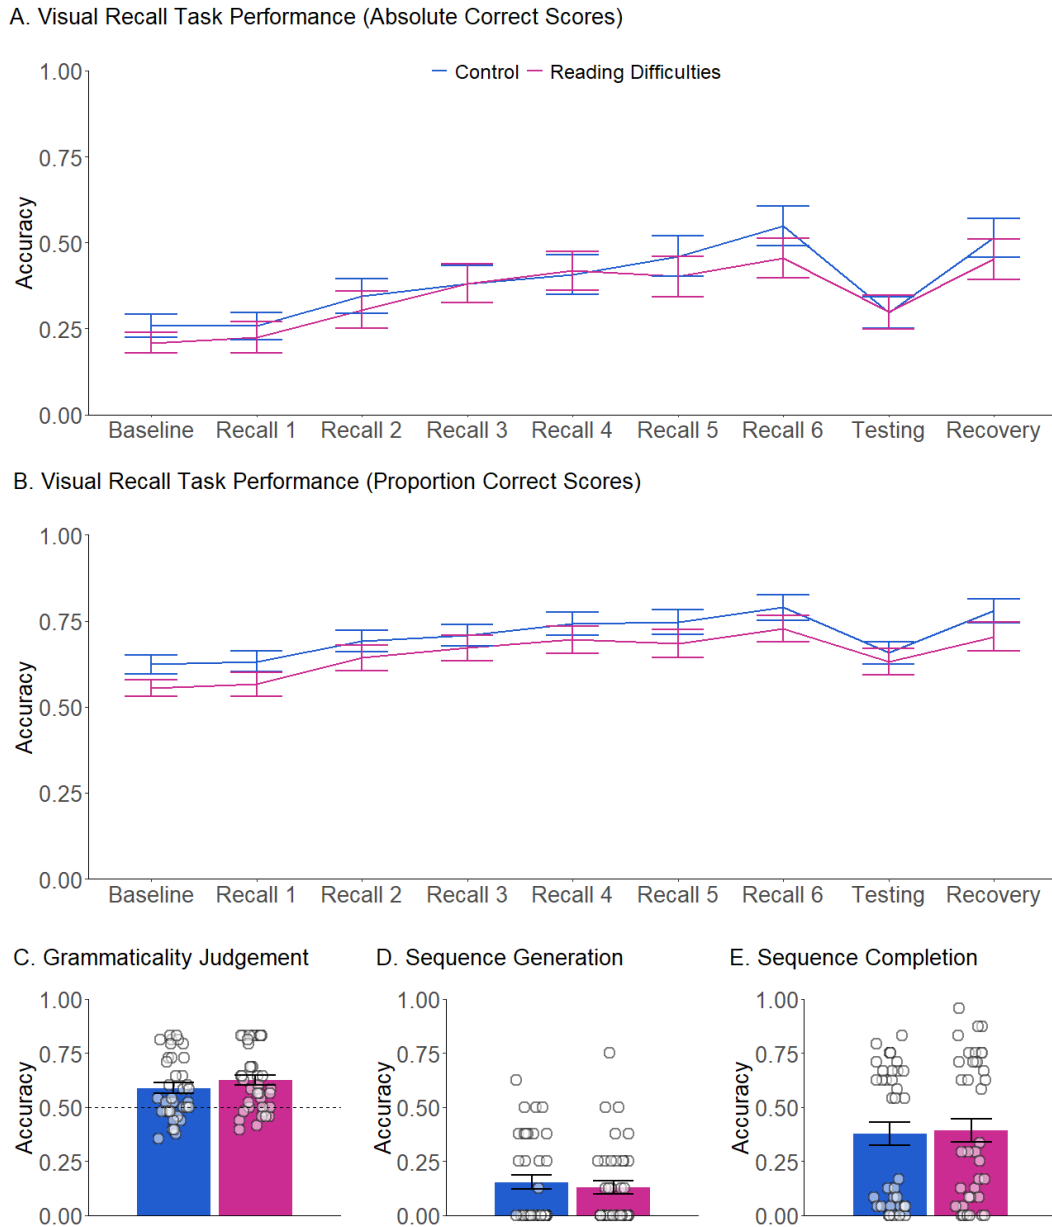 A. Visual Recall Task Performance (Absolute Correct Scores)
Control Reading Difficulties
1.00
0.75
0.50
0.25
0.00
Accuracy
Baseline Recall 1 Recall 2 Recall 3 Recall 4 Recall 5 Recall 6 Testing Recovery
B. Visual Recall Task Performance (Proportion Correct Scores)
1.00
0.75
0.50
0.25
0.00
Accuracy
Baseline Recall 1 Recall 2 Recall 3 Recall 4 Recall 5 Recall 6 Testing Recovery
C. Grammaticality Judgement
1.00
0.75
0.50
0.25
0.00
Accuracy
D. Sequence Generation
1.00
0.75
0.50
0.25
0.00
Accuracy
E. Sequence Completion
1.00
0.75
0.50
0.25
0.00
Accuracy